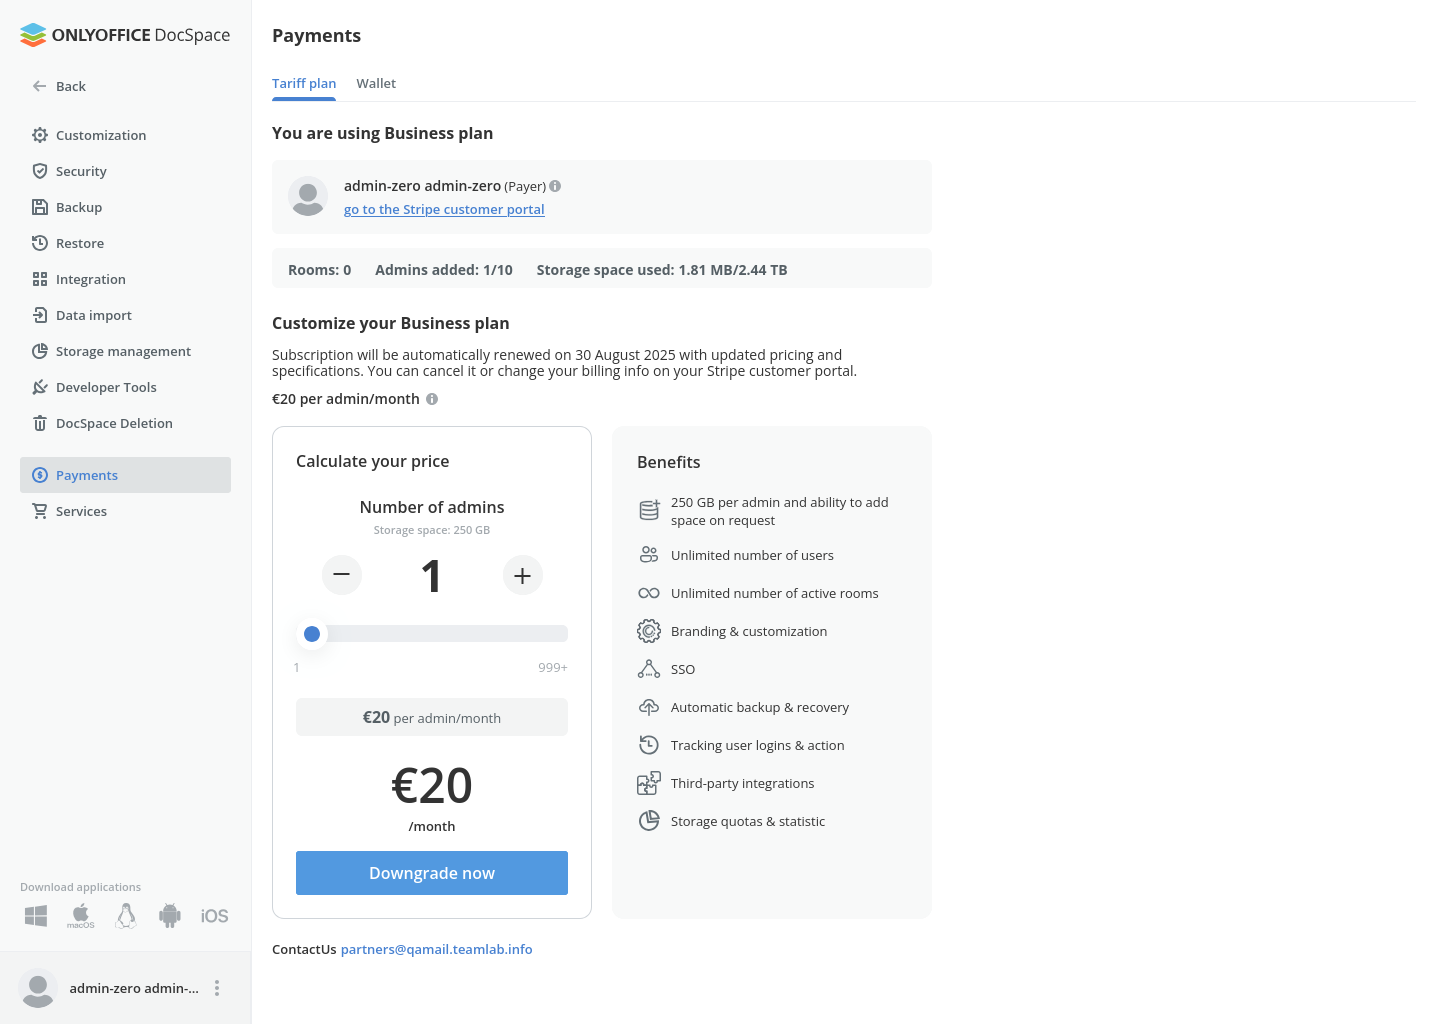 ONLYOFFICE DocSpace
Back
Customization
Security
Backup
Restore
Integration
Data import
Storage management
Developer Tools
DocSpace Deletion
Payments
Services
Download applications
macOS
iOS
admin-zero admin-...
Payments
Tariff plan
Wallet
You are using Business plan
admin-zero admin-zero (Payer)
go to the Stripe customer portal
Rooms: 0
Admins added: 1/10
Storage space used: 1.81 MB/2.44 TB
Customize your Business plan
Subscription will be automatically renewed on 30 August 2025 with updated pricing and
specifications. You can cancel it or change your billing info on your Stripe customer portal.
€20 per admin/month
Calculate your price
Number of admins
Storage space: 250 GB
1
1
999+
€20 per admin/month
€20
/month
Downgrade now
Benefits
250 GB per admin and ability to add
space on request
Unlimited number of users
Unlimited number of active rooms
Branding & customization
SSO
Automatic backup & recovery
Tracking user logins & action
Third-party integrations
Storage quotas & statistic
ContactUs partners@qamail.teamlab.info